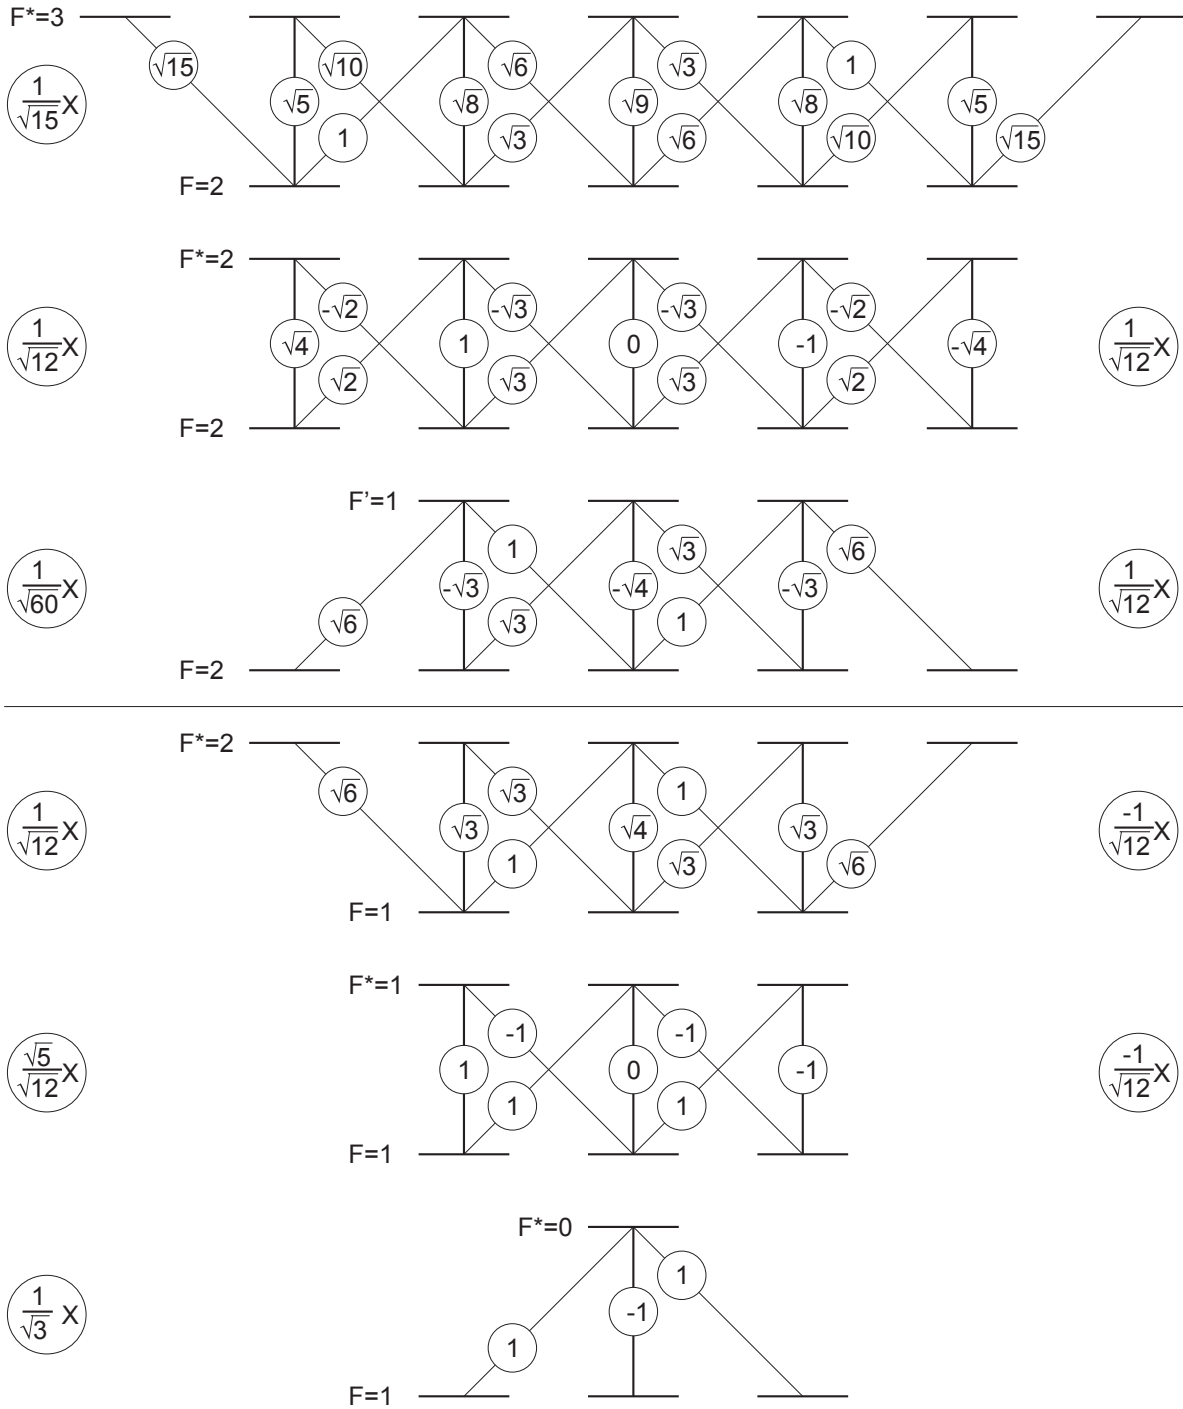 F*=3
√15 √10 √6 √3 1
1/√15 X √5 √8 √9 √8 √5
1 √3 √6 √10 √15
F=2
F*=2
-√2 -√3 -√3 -√2
1/√12 X √4 1 0 -1 -√4 1/√12 X
√2 √3 √3 √2
F=2
F’=1
1 √3 √6
1/√60 X -√3 -√4 -√3 1/√12 X
√6 √3 1
F=2
F*=2
√6 √3 1
1/√12 X √3 √4 √3 -1/√12 X
1 √3 √6
F=1
F*=1
-1 -1
√5/√12 X 1 0 -1 -1/√12 X
1 1
F=1
F*=0
1
1/√3 X -1
1
F=1